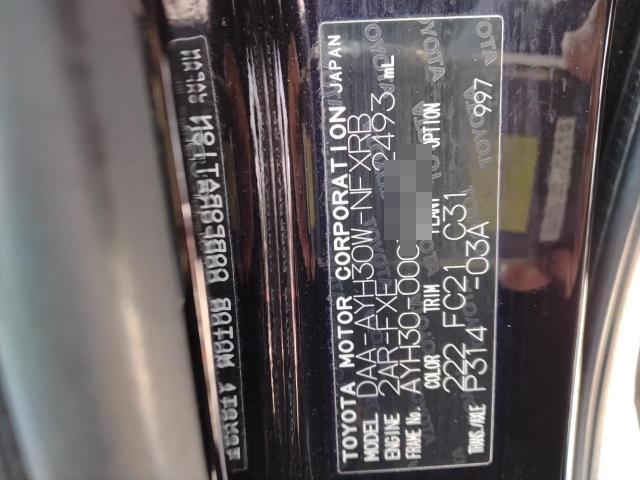 TOYOTA MOTOR CORPORATION JAPAN
MODEL DAA-AYH30W-NFXRB
ENGINE 2AR-FXE 2493 mL
FRAME No. AYH30-00
COLOR TRIM PLANT OPTION
222 FC21 C31 997
TRANS./AXLE P314 -03A